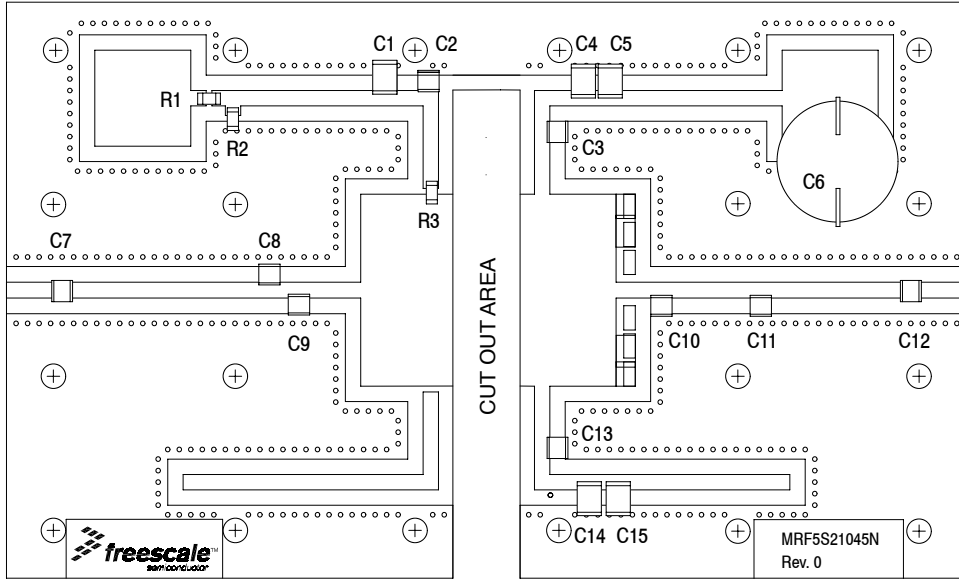 C1
C2
C4 C5
R1
R2
C3
C6
R3
C7
C8
CUT OUT AREA
C9
C10
C11
C12
C13
C14 C15
freescale™
semiconductor
MRF5S21045N
Rev. 0